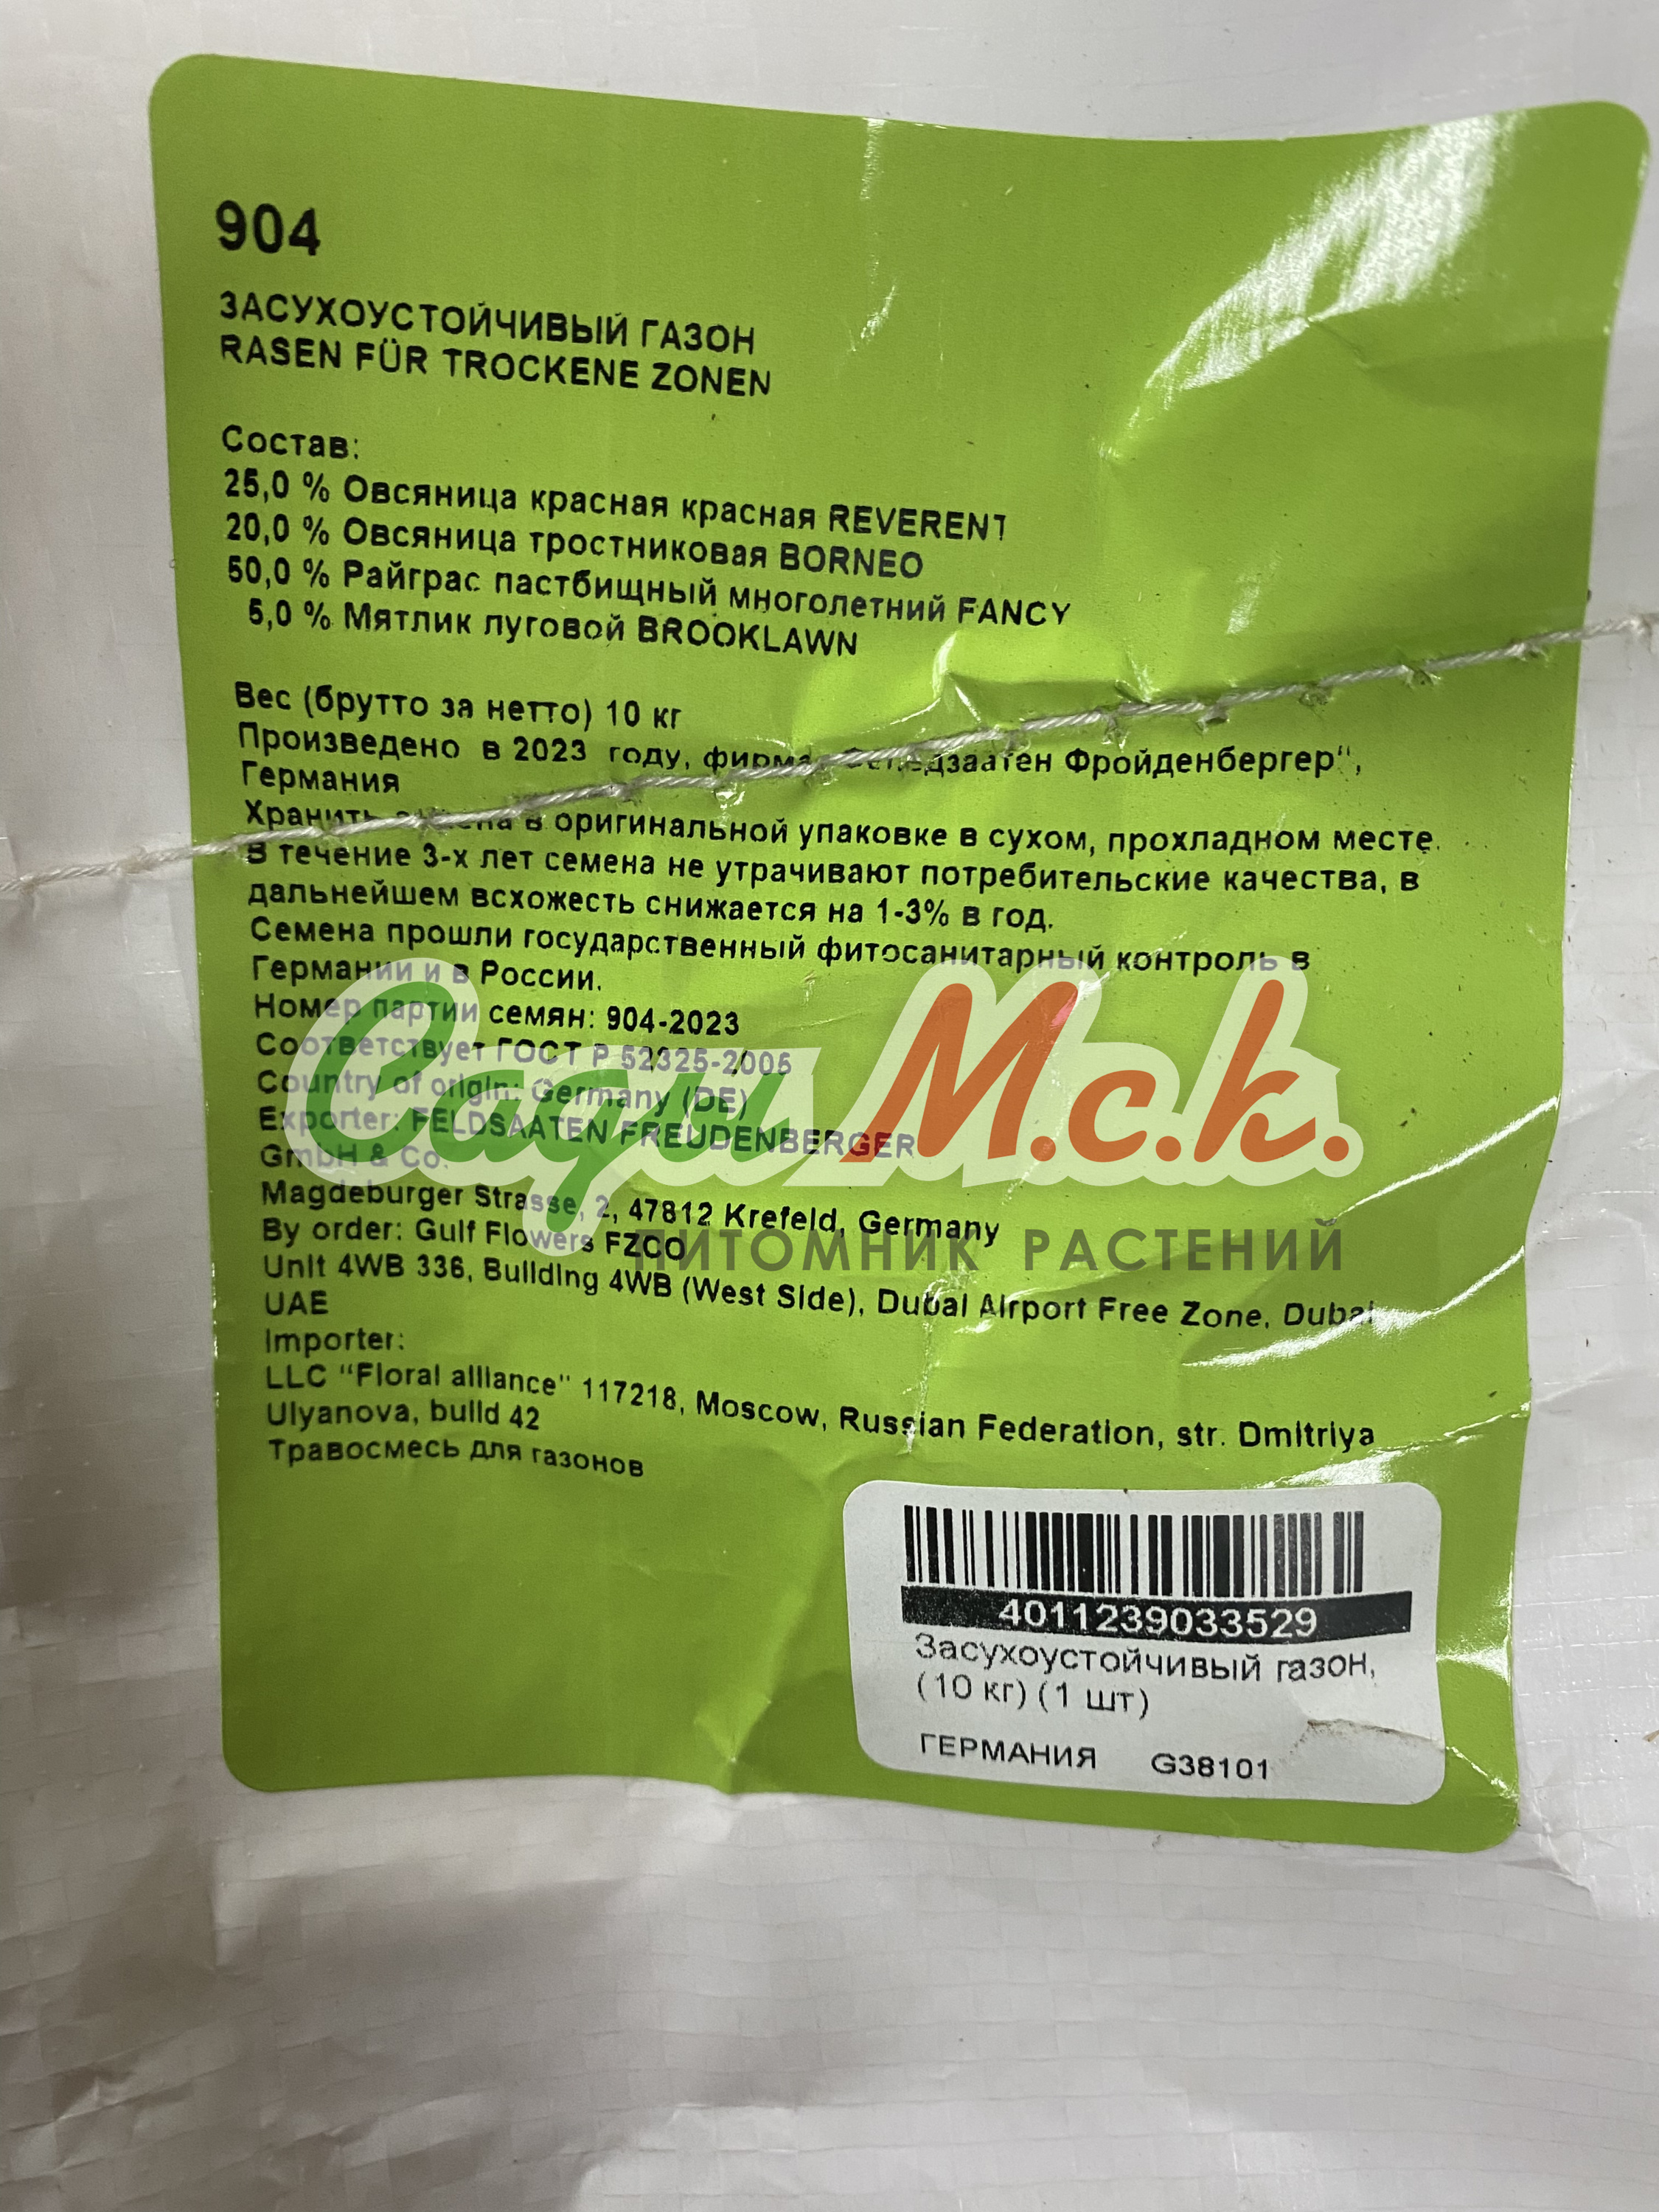 904
ЗАСУХОУСТОЙЧИВЫЙ ГАЗОН
RASEN FÜR TROCKENE ZONEN
Состав:
25,0 % Овсяница красная красная REVERENT
20,0 % Овсяница тростниковая BORNEO
50,0 % Райграс пастбищный многолетний FANCY
5,0 % Мятлик луговой BROOKLAWN
Вес (брутто за нетто) 10 кг
Произведено в 2023 году, фирма Фройденбергер",
Германия
Хранить семена в оригинальной упаковке в сухом, прохладном месте.
В течение 3-х лет семена не утрачивают потребительские качества, в
дальнейшем всхожесть снижается на 1-3% в год.
Семена прошли государственный фитосанитарный контроль в
Германии и в России.
Номер партии семян: 904-2023
Соответствует ГОСТ Р 52325-2005
Country of origin: Germany (DE)
Exporter: FELDSAATEN FREUDENBERGER
GmbH & Co.
Magdeburger Strasse, 2, 47812 Krefeld, Germany
By order: Gulf Flowers FZCO
Unit 4WB 336, Building 4WB (West Side), Dubai Airport Free Zone, Dubai
UAE
Importer:
LLC "Floral alliance" 117218, Moscow, Russian Federation, str. Dmitriya
Ulyanova, build 42
Травосмесь для газонов
Сади М.с.к.
ПИТОМНИК РАСТЕНИЙ
4011239033529
Засухоустойчивый газон,
(10 кг) (1 шт)
ГЕРМАНИЯ G38101